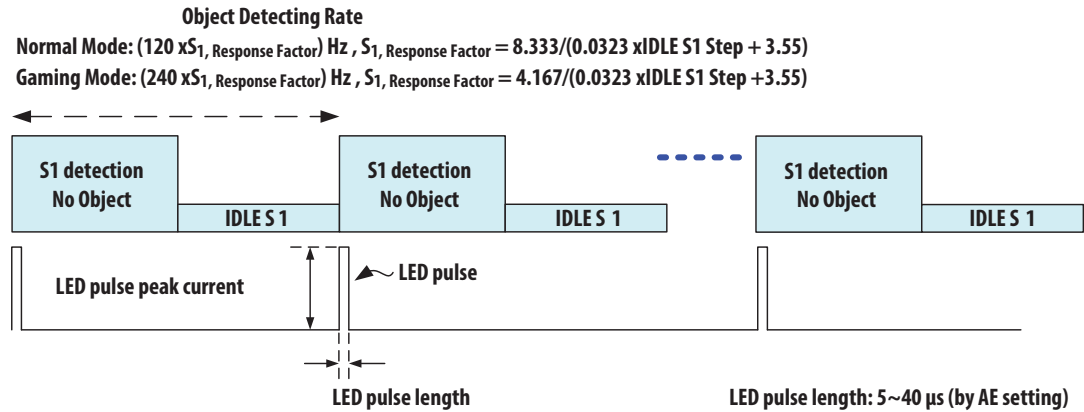 Object Detecting Rate
Normal Mode: (120 xS1, Response Factor) Hz , S1, Response Factor = 8.333/(0.0323 xIDLE S1 Step + 3.55)
Gaming Mode: (240 xS1, Response Factor) Hz , S1, Response Factor = 4.167/(0.0323 xIDLE S1 Step +3.55)
S1 detection
No Object
IDLE S 1
S1 detection
No Object
IDLE S 1
S1 detection
No Object
IDLE S 1
LED pulse peak current
LED pulse
LED pulse length
LED pulse length: 5~40 µs (by AE setting)